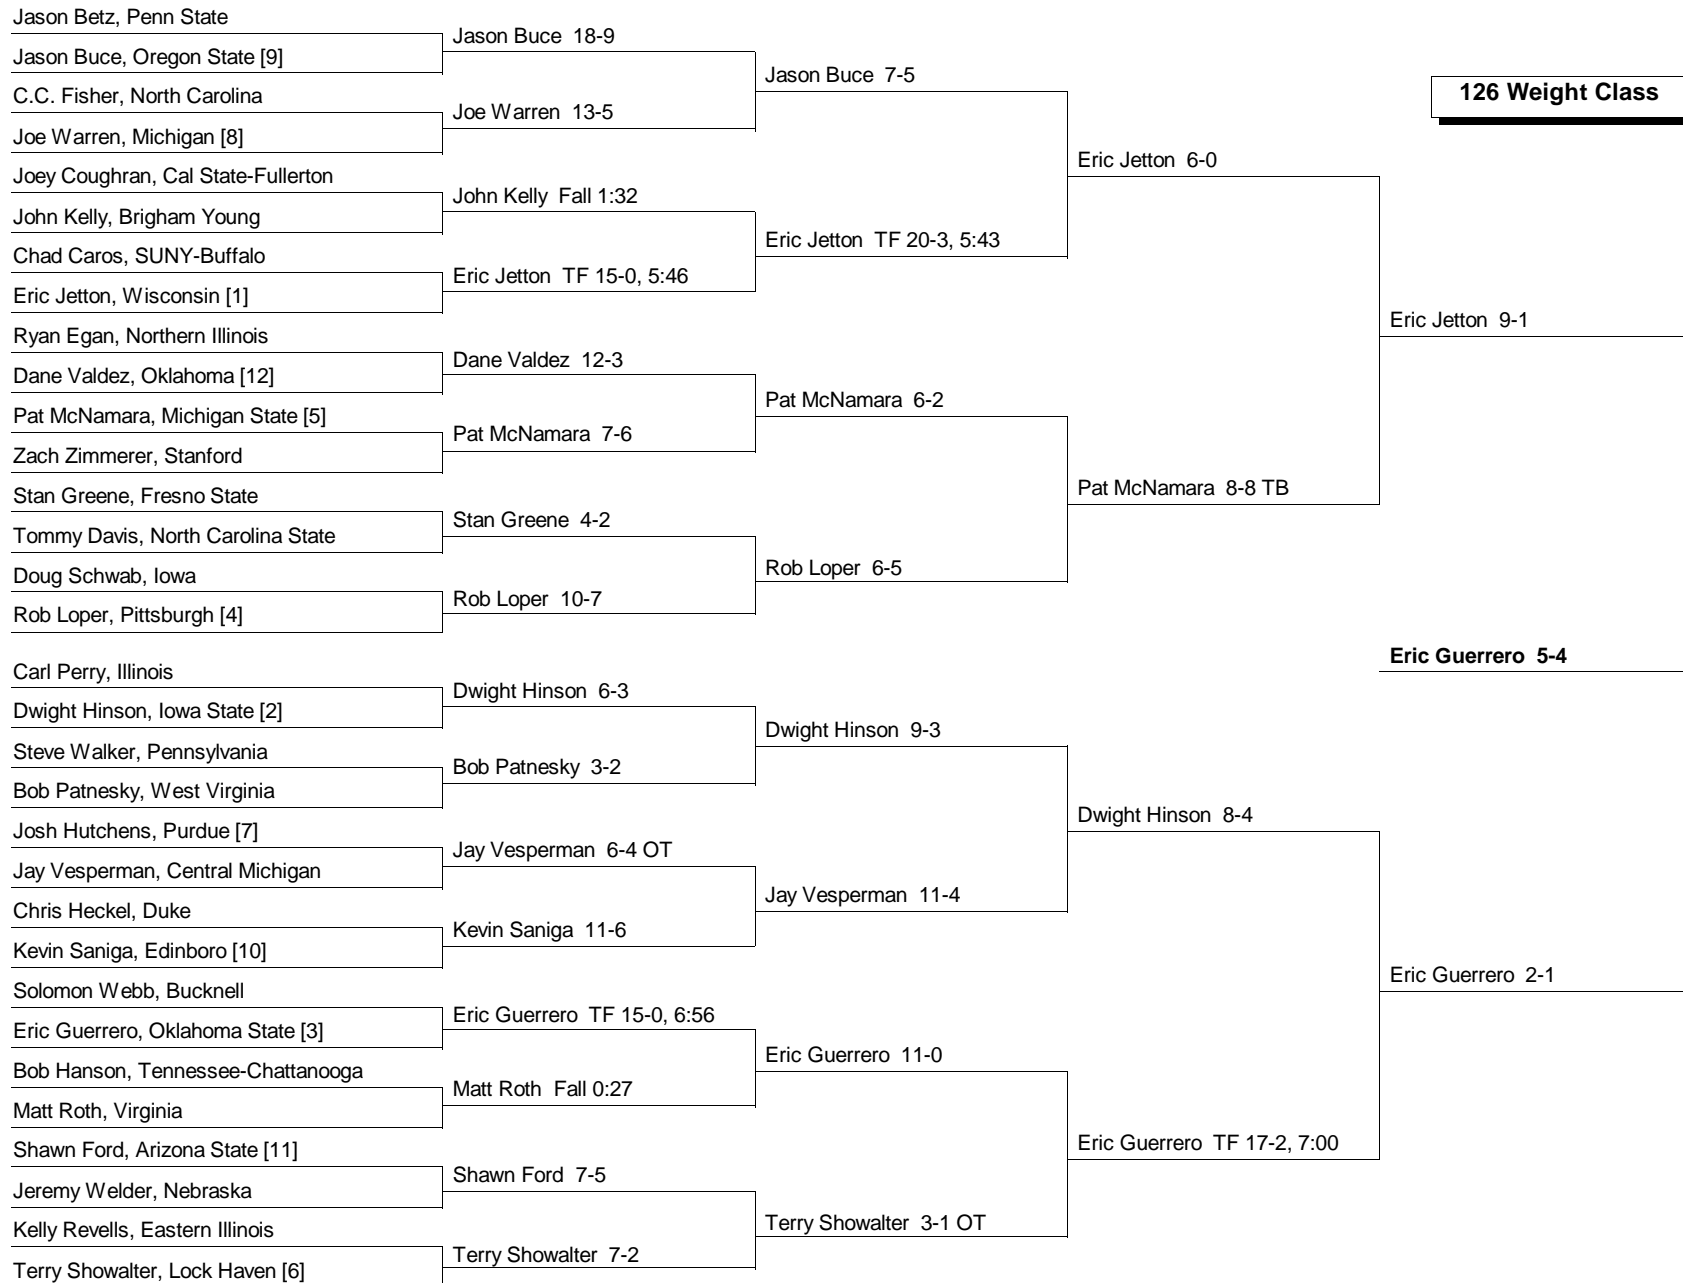 Jason Betz, Penn State
Jason Buce, Oregon State [9]
C.C. Fisher, North Carolina
Joe Warren, Michigan [8]
Joey Coughran, Cal State-Fullerton
John Kelly, Brigham Young
Chad Caros, SUNY-Buffalo
Eric Jetton, Wisconsin [1]
Ryan Egan, Northern Illinois
Dane Valdez, Oklahoma [12]
Pat McNamara, Michigan State [5]
Zach Zimmerer, Stanford
Stan Greene, Fresno State
Tommy Davis, North Carolina State
Doug Schwab, Iowa
Rob Loper, Pittsburgh [4]
Carl Perry, Illinois
Dwight Hinson, Iowa State [2]
Steve Walker, Pennsylvania
Bob Patnesky, West Virginia
Josh Hutchens, Purdue [7]
Jay Vesperman, Central Michigan
Chris Heckel, Duke
Kevin Saniga, Edinboro [10]
Solomon Webb, Bucknell
Eric Guerrero, Oklahoma State [3]
Bob Hanson, Tennessee-Chattanooga
Matt Roth, Virginia
Shawn Ford, Arizona State [11]
Jeremy Welder, Nebraska
Kelly Revells, Eastern Illinois
Terry Showalter, Lock Haven [6]
Jason Buce 18-9
Joe Warren 13-5
John Kelly Fall 1:32
Eric Jetton TF 15-0, 5:46
Dane Valdez 12-3
Pat McNamara 7-6
Stan Greene 4-2
Rob Loper 10-7
Dwight Hinson 6-3
Bob Patnesky 3-2
Jay Vesperman 6-4 OT
Kevin Saniga 11-6
Eric Guerrero TF 15-0, 6:56
Matt Roth Fall 0:27
Shawn Ford 7-5
Terry Showalter 7-2
Jason Buce 7-5
Eric Jetton TF 20-3, 5:43
Pat McNamara 6-2
Rob Loper 6-5
Dwight Hinson 9-3
Jay Vesperman 11-4
Eric Guerrero 11-0
Terry Showalter 3-1 OT
Eric Jetton 6-0
Pat McNamara 8-8 TB
Dwight Hinson 8-4
Eric Guerrero TF 17-2, 7:00
126 Weight Class
Eric Jetton 9-1
Eric Guerrero 5-4
Eric Guerrero 2-1